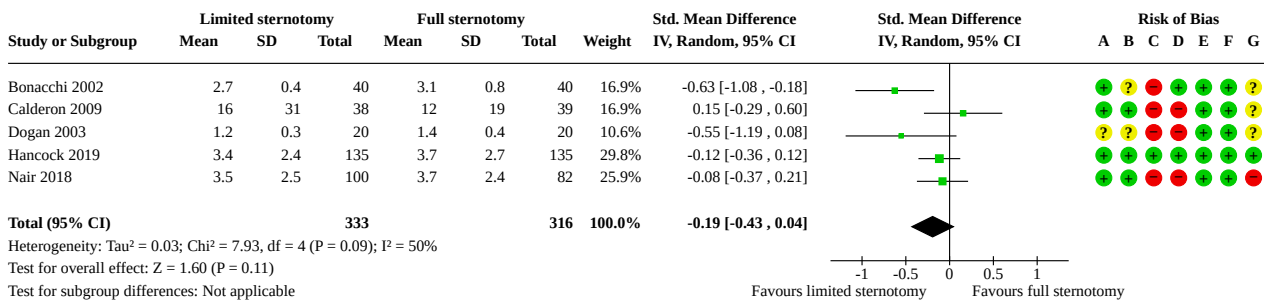 Limited sternotomy Full sternotomy Std. Mean Difference Std. Mean Difference Risk of Bias
Study or Subgroup Mean SD Total Mean SD Total Weight IV, Random, 95% CI IV, Random, 95% CI A B C D E F G
Bonacchi 2002 2.7 0.4 40 3.1 0.8 40 16.9% -0.63 [-1.08 , -0.18] + ? − + + + ?
Calderon 2009 16 31 38 12 19 39 16.9% 0.15 [-0.29 , 0.60] + + − − + + ?
Dogan 2003 1.2 0.3 20 1.4 0.4 20 10.6% -0.55 [-1.19 , 0.08] ? ? − − + + ?
Hancock 2019 3.4 2.4 135 3.7 2.7 135 29.8% -0.12 [-0.36 , 0.12] + + + + + + +
Nair 2018 3.5 2.5 100 3.7 2.4 82 25.9% -0.08 [-0.37 , 0.21] + + − − + + −
Total (95% CI) 333 316 100.0% -0.19 [-0.43 , 0.04]
Heterogeneity: Tau² = 0.03; Chi² = 7.93, df = 4 (P = 0.09); I² = 50%
Test for overall effect: Z = 1.60 (P = 0.11) -1 -0.5 0 0.5 1
Test for subgroup differences: Not applicable Favours limited sternotomy Favours full sternotomy